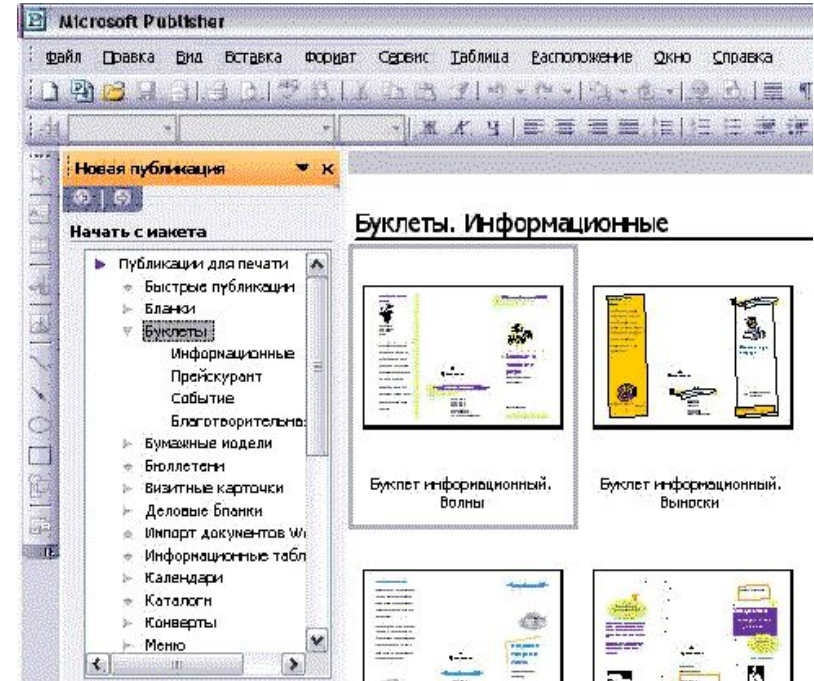 Microsoft Publisher
Файл Правка Вид Вставка Формат Сервис Таблица Расположение Окно Справка
Ж К Ч
Новая публикация
Начать с макета
Публикации для печати
Быстрые публикации
Бланки
Буклеты
Информационные
Прейскурант
Событие
Благотворительна
Бумажные модели
Бюллетени
Визитные карточки
Деловые бланки
Импорт документов W
Информационные табл
Календари
Каталоги
Конверты
Меню
Буклеты. Информационные
Буклет информационный.
Волны
Буклет информационный.
Выноски